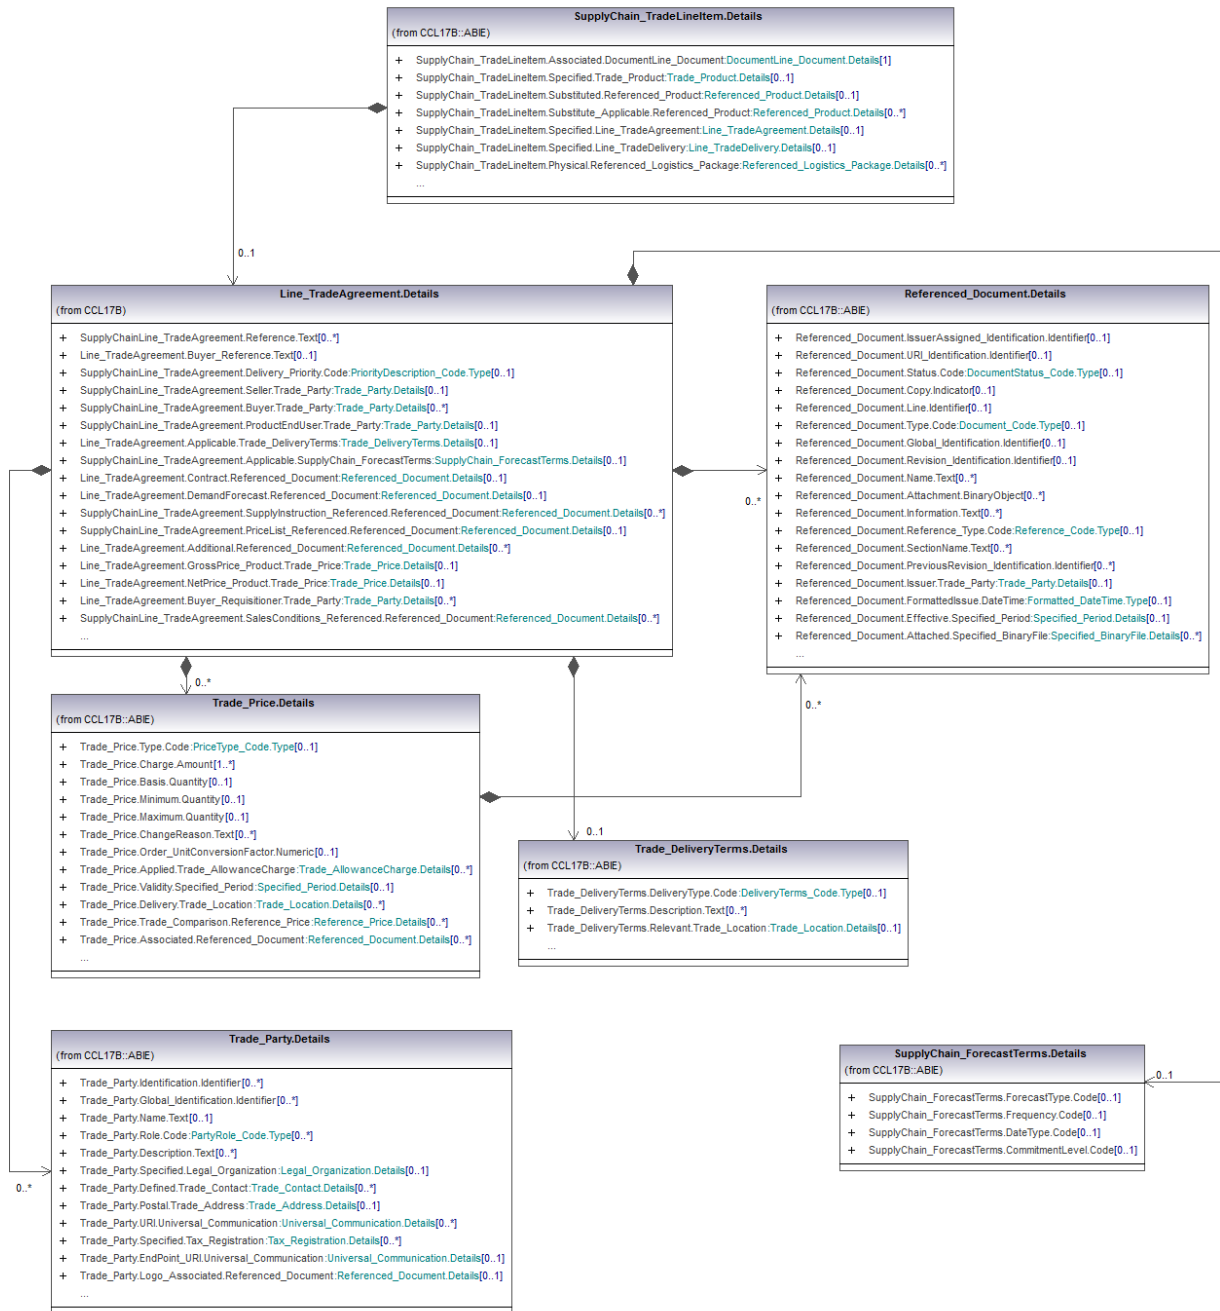 SupplyChain_TradeLineItem.Details
(from CCL17B::ABIE)
+ SupplyChain_TradeLineItem.Associated.DocumentLine_Document:DocumentLine_Document.Details[1]
+ SupplyChain_TradeLineItem.Specified.Trade_Product:Trade_Product.Details[0..1]
+ SupplyChain_TradeLineItem.Substituted.Referenced_Product:Referenced_Product.Details[0..1]
+ SupplyChain_TradeLineItem.Substitute_Applicable.Referenced_Product:Referenced_Product.Details[0..*]
+ SupplyChain_TradeLineItem.Specified.Line_TradeAgreement:Line_TradeAgreement.Details[0..1]
+ SupplyChain_TradeLineItem.Specified.Line_TradeDelivery:Line_TradeDelivery.Details[0..1]
+ SupplyChain_TradeLineItem.Physical.Referenced_Logistics_Package:Referenced_Logistics_Package.Details[0..*]
...
0..1
Line_TradeAgreement.Details
(from CCL17B)
+ SupplyChainLine_TradeAgreement.Reference.Text[0..*]
+ Line_TradeAgreement.Buyer_Reference.Text[0..1]
+ SupplyChainLine_TradeAgreement.Delivery_Priority.Code:PriorityDescription_Code.Type[0..1]
+ SupplyChainLine_TradeAgreement.Seller.Trade_Party:Trade_Party.Details[0..1]
+ SupplyChainLine_TradeAgreement.Buyer.Trade_Party:Trade_Party.Details[0..*]
+ SupplyChainLine_TradeAgreement.ProductEndUser.Trade_Party:Trade_Party.Details[0..1]
+ Line_TradeAgreement.Applicable.Trade_DeliveryTerms:Trade_DeliveryTerms.Details[0..1]
+ SupplyChainLine_TradeAgreement.Applicable.SupplyChain_ForecastTerms:SupplyChain_ForecastTerms.Details[0..1]
+ Line_TradeAgreement.Contract.Referenced_Document:Referenced_Document.Details[0..1]
+ Line_TradeAgreement.DemandForecast.Referenced_Document:Referenced_Document.Details[0..1]
+ SupplyChainLine_TradeAgreement.SupplyInstruction_Referenced.Referenced_Document:Referenced_Document.Details[0..*]
+ SupplyChainLine_TradeAgreement.PriceList_Referenced.Referenced_Document:Referenced_Document.Details[0..1]
+ Line_TradeAgreement.Additional.Referenced_Document:Referenced_Document.Details[0..*]
+ Line_TradeAgreement.GrossPrice_Product.Trade_Price:Trade_Price.Details[0..1]
+ Line_TradeAgreement.NetPrice_Product.Trade_Price:Trade_Price.Details[0..1]
+ Line_TradeAgreement.Buyer_Requisitioner.Trade_Party:Trade_Party.Details[0..*]
+ SupplyChainLine_TradeAgreement.SalesConditions_Referenced.Referenced_Document:Referenced_Document.Details[0..*]
...
0..*
Referenced_Document.Details
(from CCL17B::ABIE)
+ Referenced_Document.IssuerAssigned_Identification.Identifier[0..1]
+ Referenced_Document.URI_Identification.Identifier[0..1]
+ Referenced_Document.Status.Code:DocumentStatus_Code.Type[0..1]
+ Referenced_Document.Copy.Indicator[0..1]
+ Referenced_Document.Line.Identifier[0..1]
+ Referenced_Document.Type.Code:Document_Code.Type[0..1]
+ Referenced_Document.Global_Identification.Identifier[0..1]
+ Referenced_Document.Revision_Identification.Identifier[0..1]
+ Referenced_Document.Name.Text[0..*]
+ Referenced_Document.Attachment.BinaryObject[0..*]
+ Referenced_Document.Information.Text[0..*]
+ Referenced_Document.Reference_Type.Code:Reference_Code.Type[0..1]
+ Referenced_Document.SectionName.Text[0..*]
+ Referenced_Document.PreviousRevision_Identification.Identifier[0..*]
+ Referenced_Document.Issuer.Trade_Party:Trade_Party.Details[0..1]
+ Referenced_Document.FormattedIssue.DateTime:Formatted_DateTime.Type[0..1]
+ Referenced_Document.Effective.Specified_Period:Specified_Period.Details[0..1]
+ Referenced_Document.Attached.Specified_BinaryFile:Specified_BinaryFile.Details[0..*]
...
0..*
0..*
Trade_Price.Details
(from CCL17B::ABIE)
+ Trade_Price.Type.Code:PriceType_Code.Type[0..1]
+ Trade_Price.Charge.Amount[1..*]
+ Trade_Price.Basis.Quantity[0..1]
+ Trade_Price.Minimum.Quantity[0..1]
+ Trade_Price.Maximum.Quantity[0..1]
+ Trade_Price.ChangeReason.Text[0..*]
+ Trade_Price.Order_UnitConversionFactor.Numeric[0..1]
+ Trade_Price.Applied.Trade_AllowanceCharge:Trade_AllowanceCharge.Details[0..*]
+ Trade_Price.Validity.Specified_Period:Specified_Period.Details[0..1]
+ Trade_Price.Delivery.Trade_Location:Trade_Location.Details[0..*]
+ Trade_Price.Trade_Comparison.Reference_Price:Reference_Price.Details[0..*]
+ Trade_Price.Associated.Referenced_Document:Referenced_Document.Details[0..*]
...
0..1
Trade_DeliveryTerms.Details
(from CCL17B::ABIE)
+ Trade_DeliveryTerms.DeliveryType.Code:DeliveryTerms_Code.Type[0..1]
+ Trade_DeliveryTerms.Description.Text[0..*]
+ Trade_DeliveryTerms.Relevant.Trade_Location:Trade_Location.Details[0..1]
...
Trade_Party.Details
(from CCL17B::ABIE)
+ Trade_Party.Identification.Identifier[0..*]
+ Trade_Party.Global_Identification.Identifier[0..*]
+ Trade_Party.Name.Text[0..1]
+ Trade_Party.Role.Code:PartyRole_Code.Type[0..*]
+ Trade_Party.Description.Text[0..*]
+ Trade_Party.Specified.Legal_Organization:Legal_Organization.Details[0..1]
+ Trade_Party.Defined.Trade_Contact:Trade_Contact.Details[0..*]
+ Trade_Party.Postal.Trade_Address:Trade_Address.Details[0..1]
+ Trade_Party.URI.Universal_Communication:Universal_Communication.Details[0..*]
+ Trade_Party.Specified.Tax_Registration:Tax_Registration.Details[0..*]
+ Trade_Party.EndPoint_URI.Universal_Communication:Universal_Communication.Details[0..1]
+ Trade_Party.Logo_Associated.Referenced_Document:Referenced_Document.Details[0..1]
...
0..*
SupplyChain_ForecastTerms.Details
(from CCL17B::ABIE)
+ SupplyChain_ForecastTerms.ForecastType.Code[0..1]
+ SupplyChain_ForecastTerms.Frequency.Code[0..1]
+ SupplyChain_ForecastTerms.DateType.Code[0..1]
+ SupplyChain_ForecastTerms.CommitmentLevel.Code[0..1]
0..1